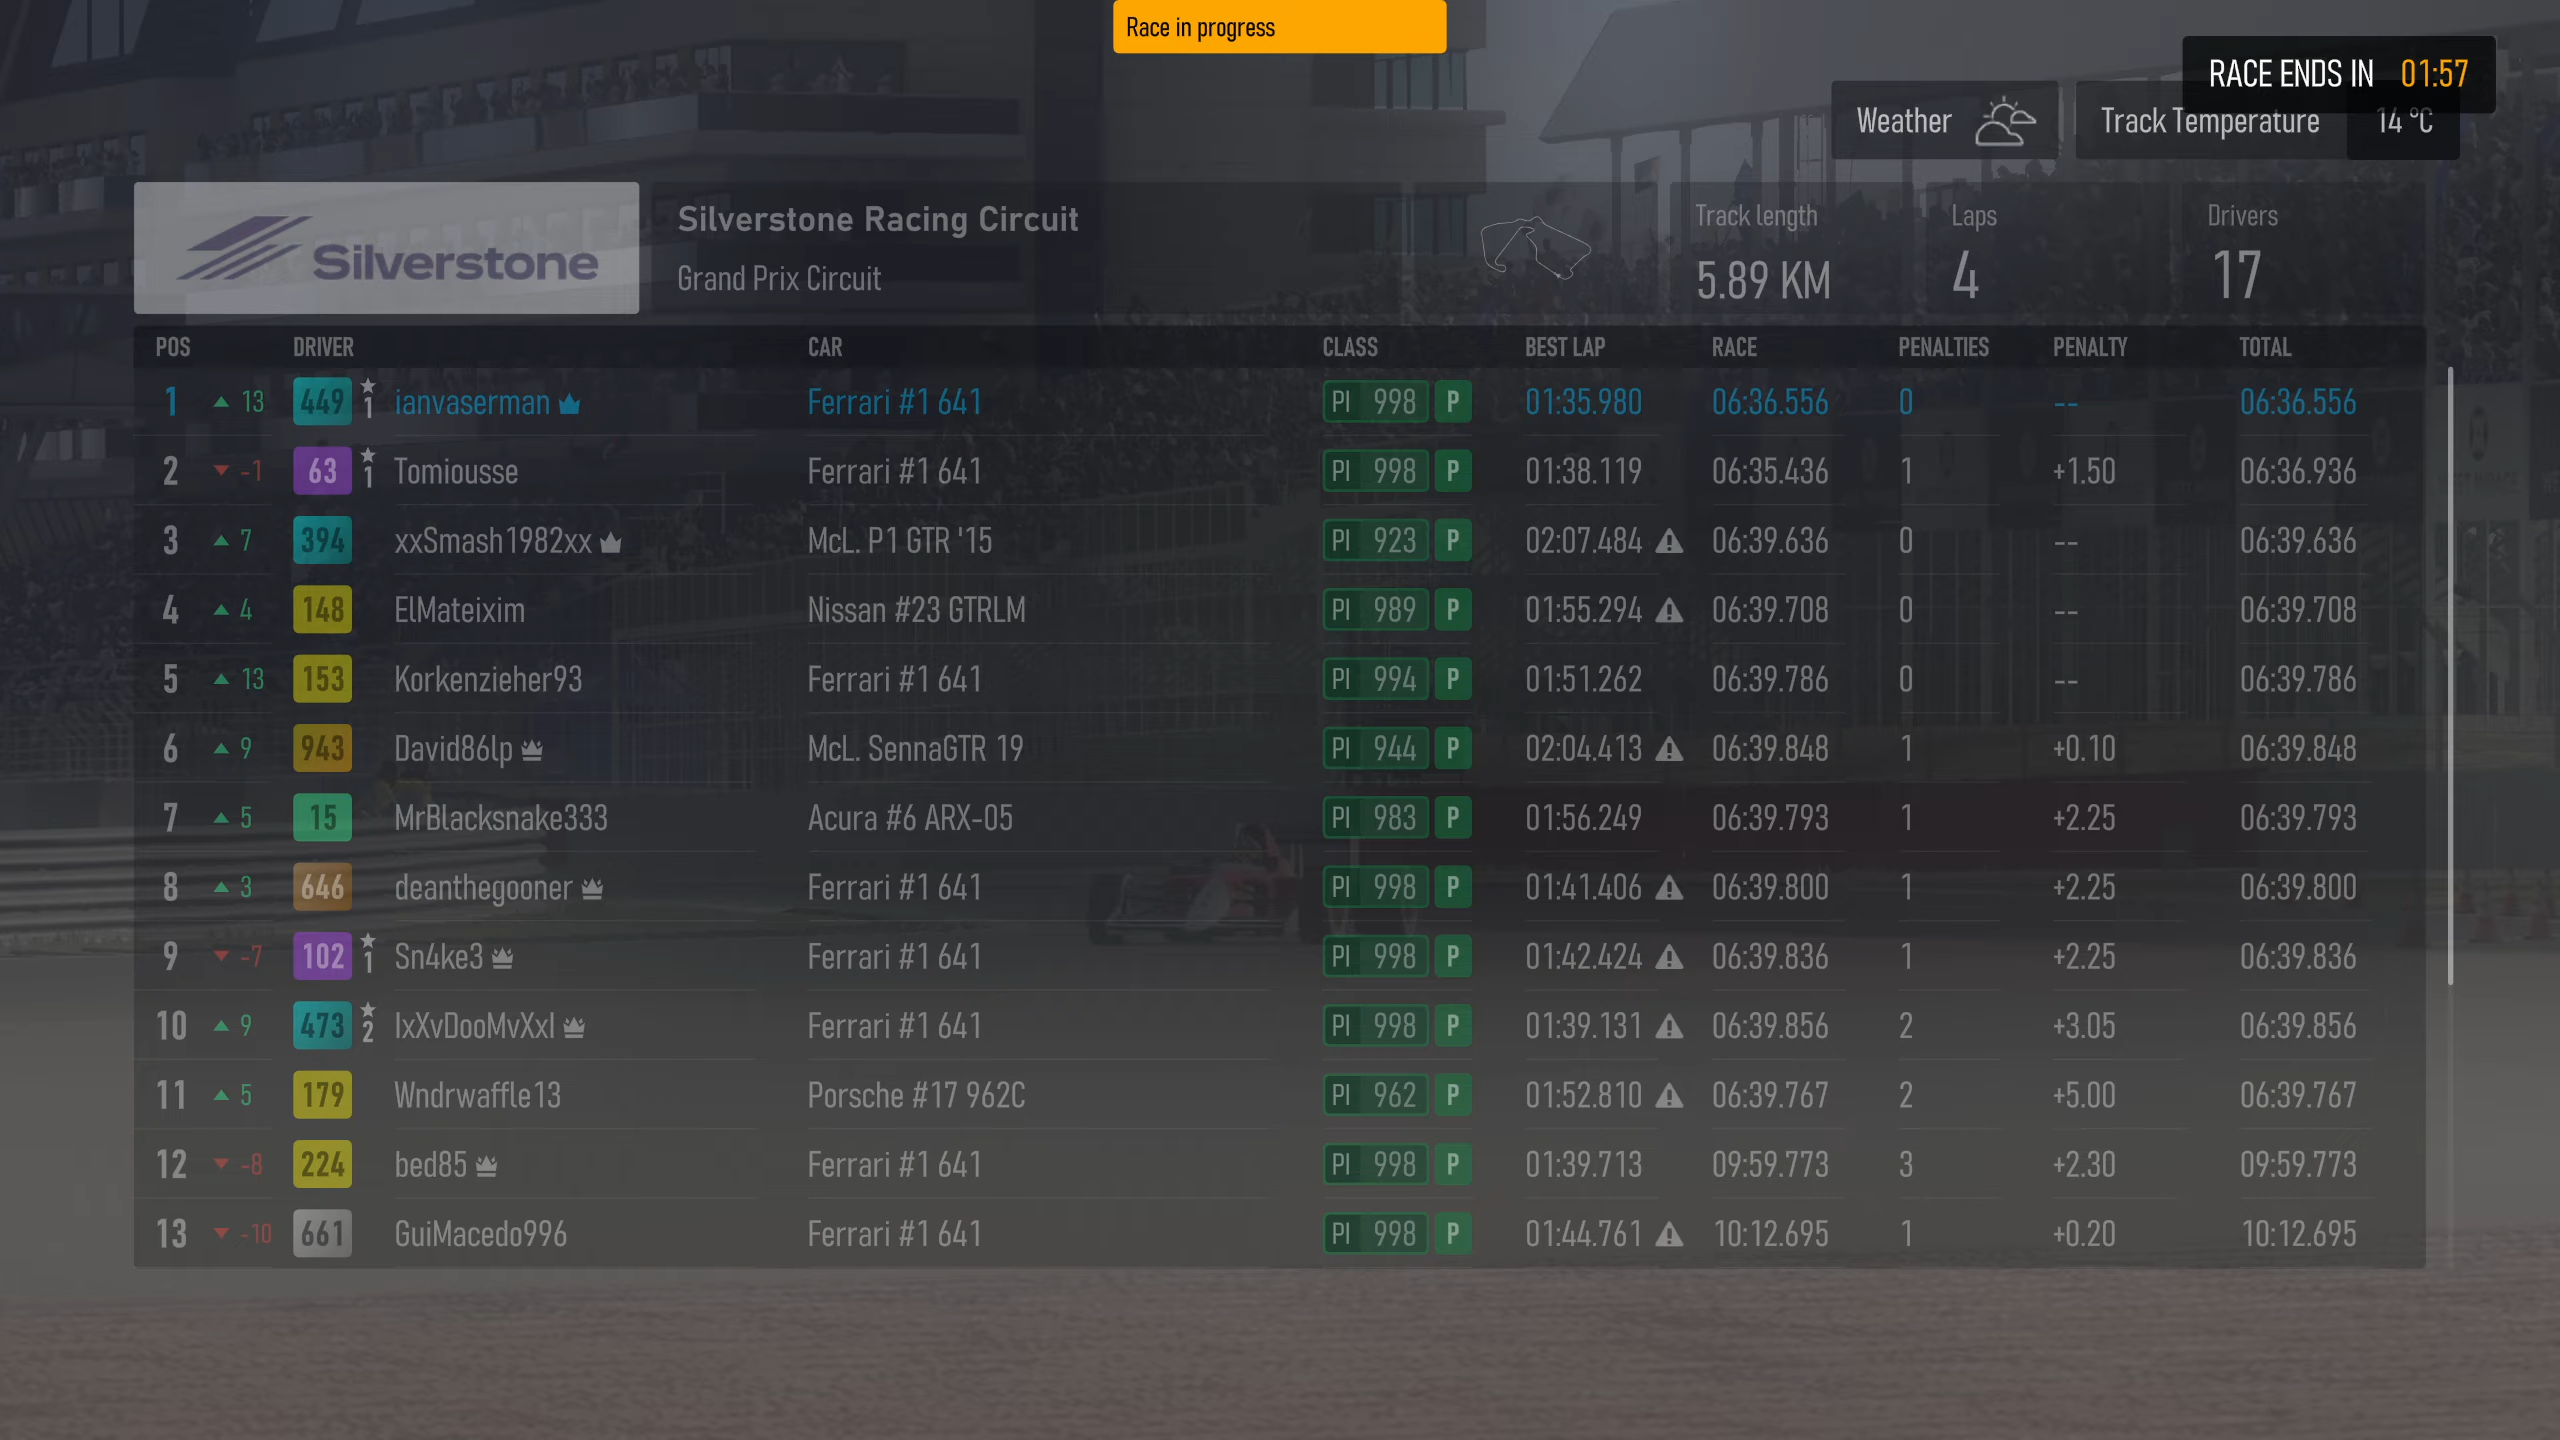 Race in progress
RACE ENDS IN 01:57
Weather Track Temperature 14 °C
Silverstone
Silverstone Racing Circuit
Grand Prix Circuit
Track length Laps Drivers
5.89 KM 4 17
POS DRIVER CAR CLASS BEST LAP RACE PENALTIES PENALTY TOTAL
1 13 449 1 ianvaserman Ferrari #1 641 PI 998 P 01:35.980 06:36.556 0 -- 06:36.556
2 -1 63 1 Tomiousse Ferrari #1 641 PI 998 P 01:38.119 06:35.436 1 +1.50 06:36.936
3 7 394 xxSmash1982xx McL. P1 GTR '15 PI 923 P 02:07.484 06:39.636 0 -- 06:39.636
4 4 148 ElMateixim Nissan #23 GTRLM PI 989 P 01:55.294 06:39.708 0 -- 06:39.708
5 13 153 Korkenzieher93 Ferrari #1 641 PI 994 P 01:51.262 06:39.786 0 -- 06:39.786
6 9 943 David86lp McL. SennaGTR 19 PI 944 P 02:04.413 06:39.848 1 +0.10 06:39.848
7 5 15 MrBlacksnake333 Acura #6 ARX-05 PI 983 P 01:56.249 06:39.793 1 +2.25 06:39.793
8 3 646 deanthegooner Ferrari #1 641 PI 998 P 01:41.406 06:39.800 1 +2.25 06:39.800
9 -7 102 1 Sn4ke3 Ferrari #1 641 PI 998 P 01:42.424 06:39.836 1 +2.25 06:39.836
10 9 473 2 IxXvDooMvXxI Ferrari #1 641 PI 998 P 01:39.131 06:39.856 2 +3.05 06:39.856
11 5 179 Wndrwaffle13 Porsche #17 962C PI 962 P 01:52.810 06:39.767 2 +5.00 06:39.767
12 -8 224 bed85 Ferrari #1 641 PI 998 P 01:39.713 09:59.773 3 +2.30 09:59.773
13 -10 661 GuiMacedo996 Ferrari #1 641 PI 998 P 01:44.761 10:12.695 1 +0.20 10:12.695